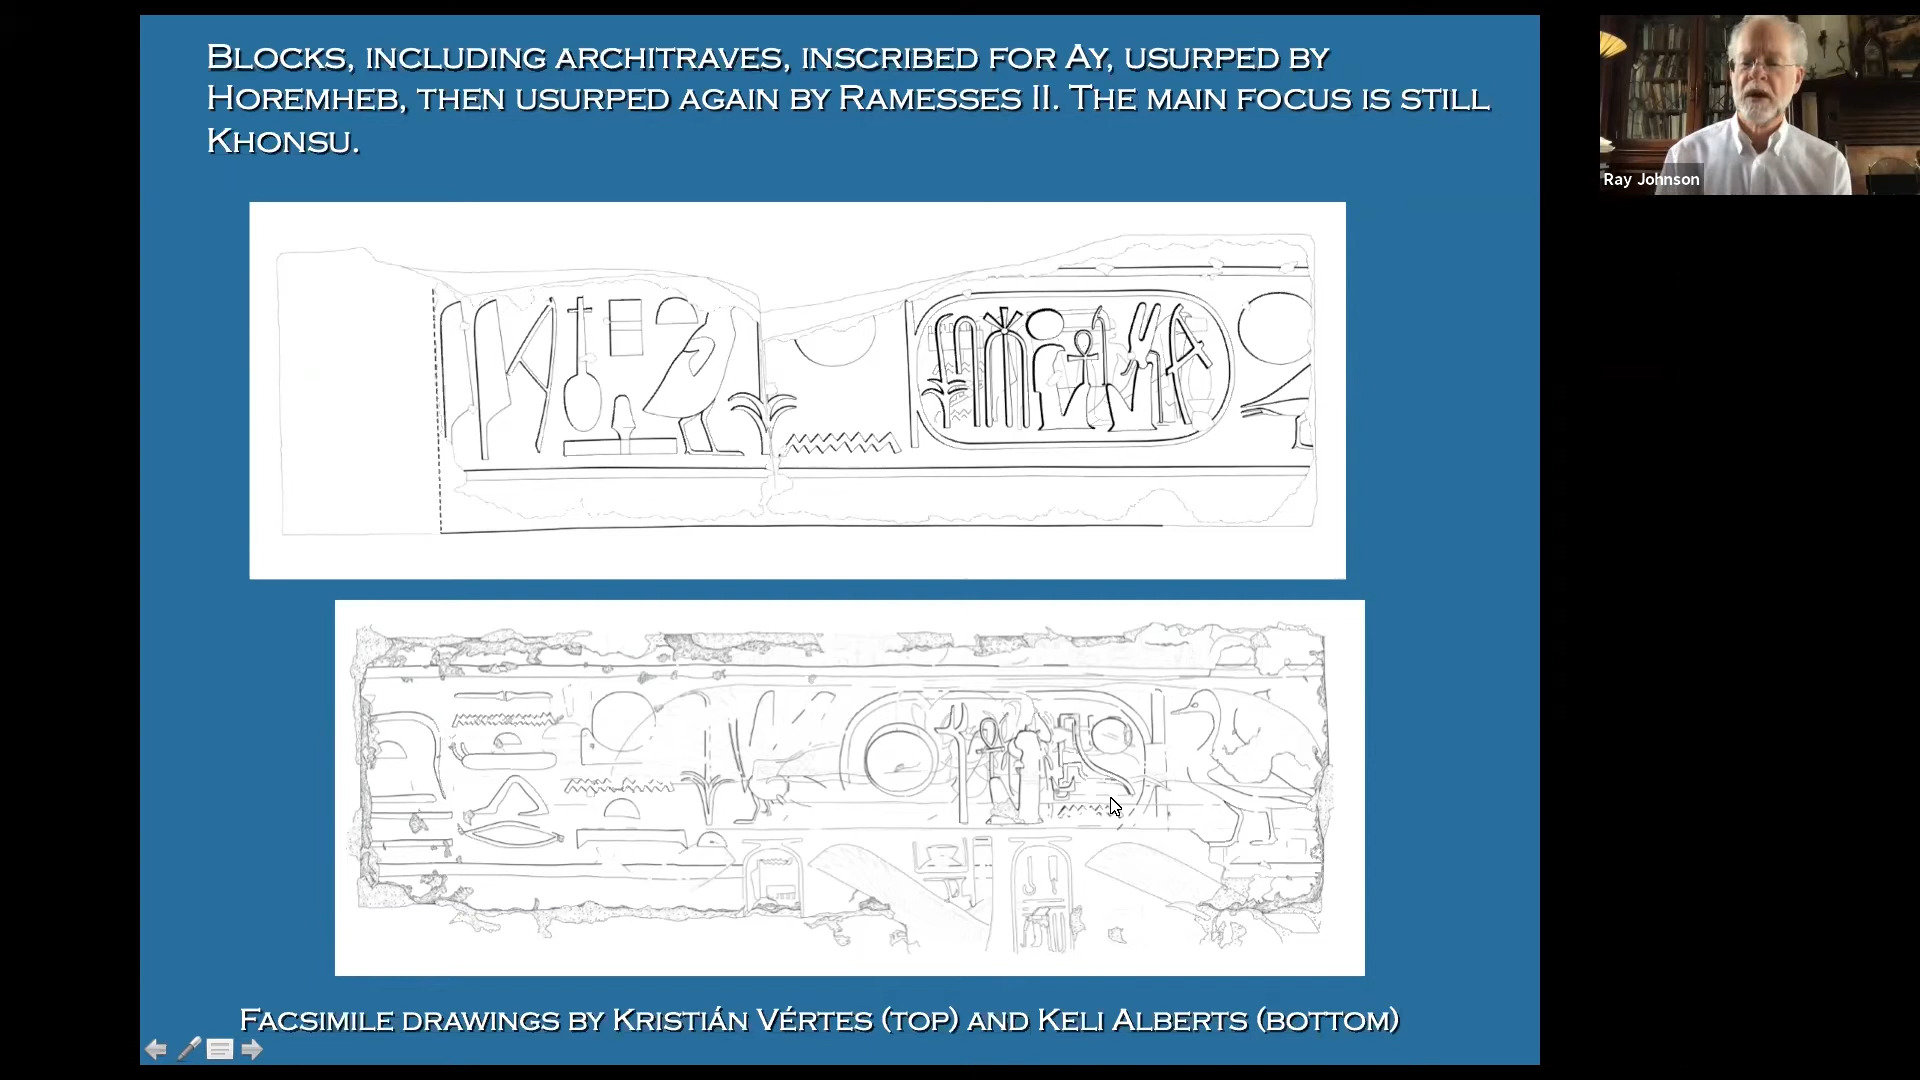 Blocks, including architraves, inscribed for Ay, usurped by
Horemheb, then usurped again by Ramesses II. The main focus is still
Khonsu.
Ray Johnson
Facsimile drawings by Kristián Vértes (top) and Keli Alberts (bottom)